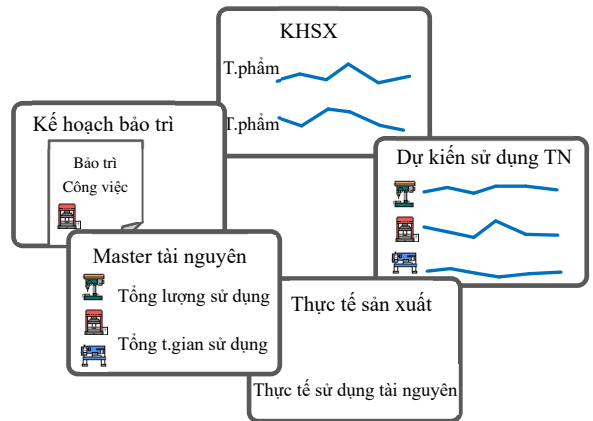 KHSX
T.phẩm
T.phẩm
Kế hoạch bảo trì
Bảo trì
Công việc
Dự kiến sử dụng TN
Master tài nguyên
Tổng lượng sử dụng
Tổng t.gian sử dụng
Thực tế sản xuất
Thực tế sử dụng tài nguyên